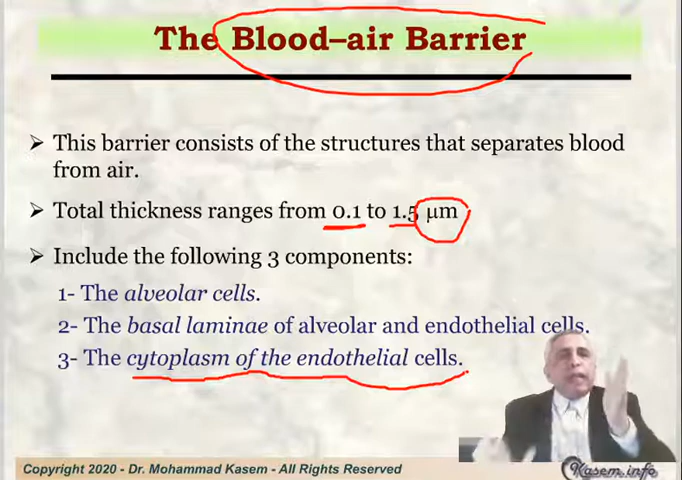 The Blood–air Barrier
➢ This barrier consists of the structures that separates blood
from air.
➢ Total thickness ranges from 0.1 to 1.5 μm
➢ Include the following 3 components:
1- The alveolar cells.
2- The basal laminae of alveolar and endothelial cells.
3- The cytoplasm of the endothelial cells.
Copyright 2020 - Dr. Mohammad Kasem - All Rights Reserved
Kasem.info